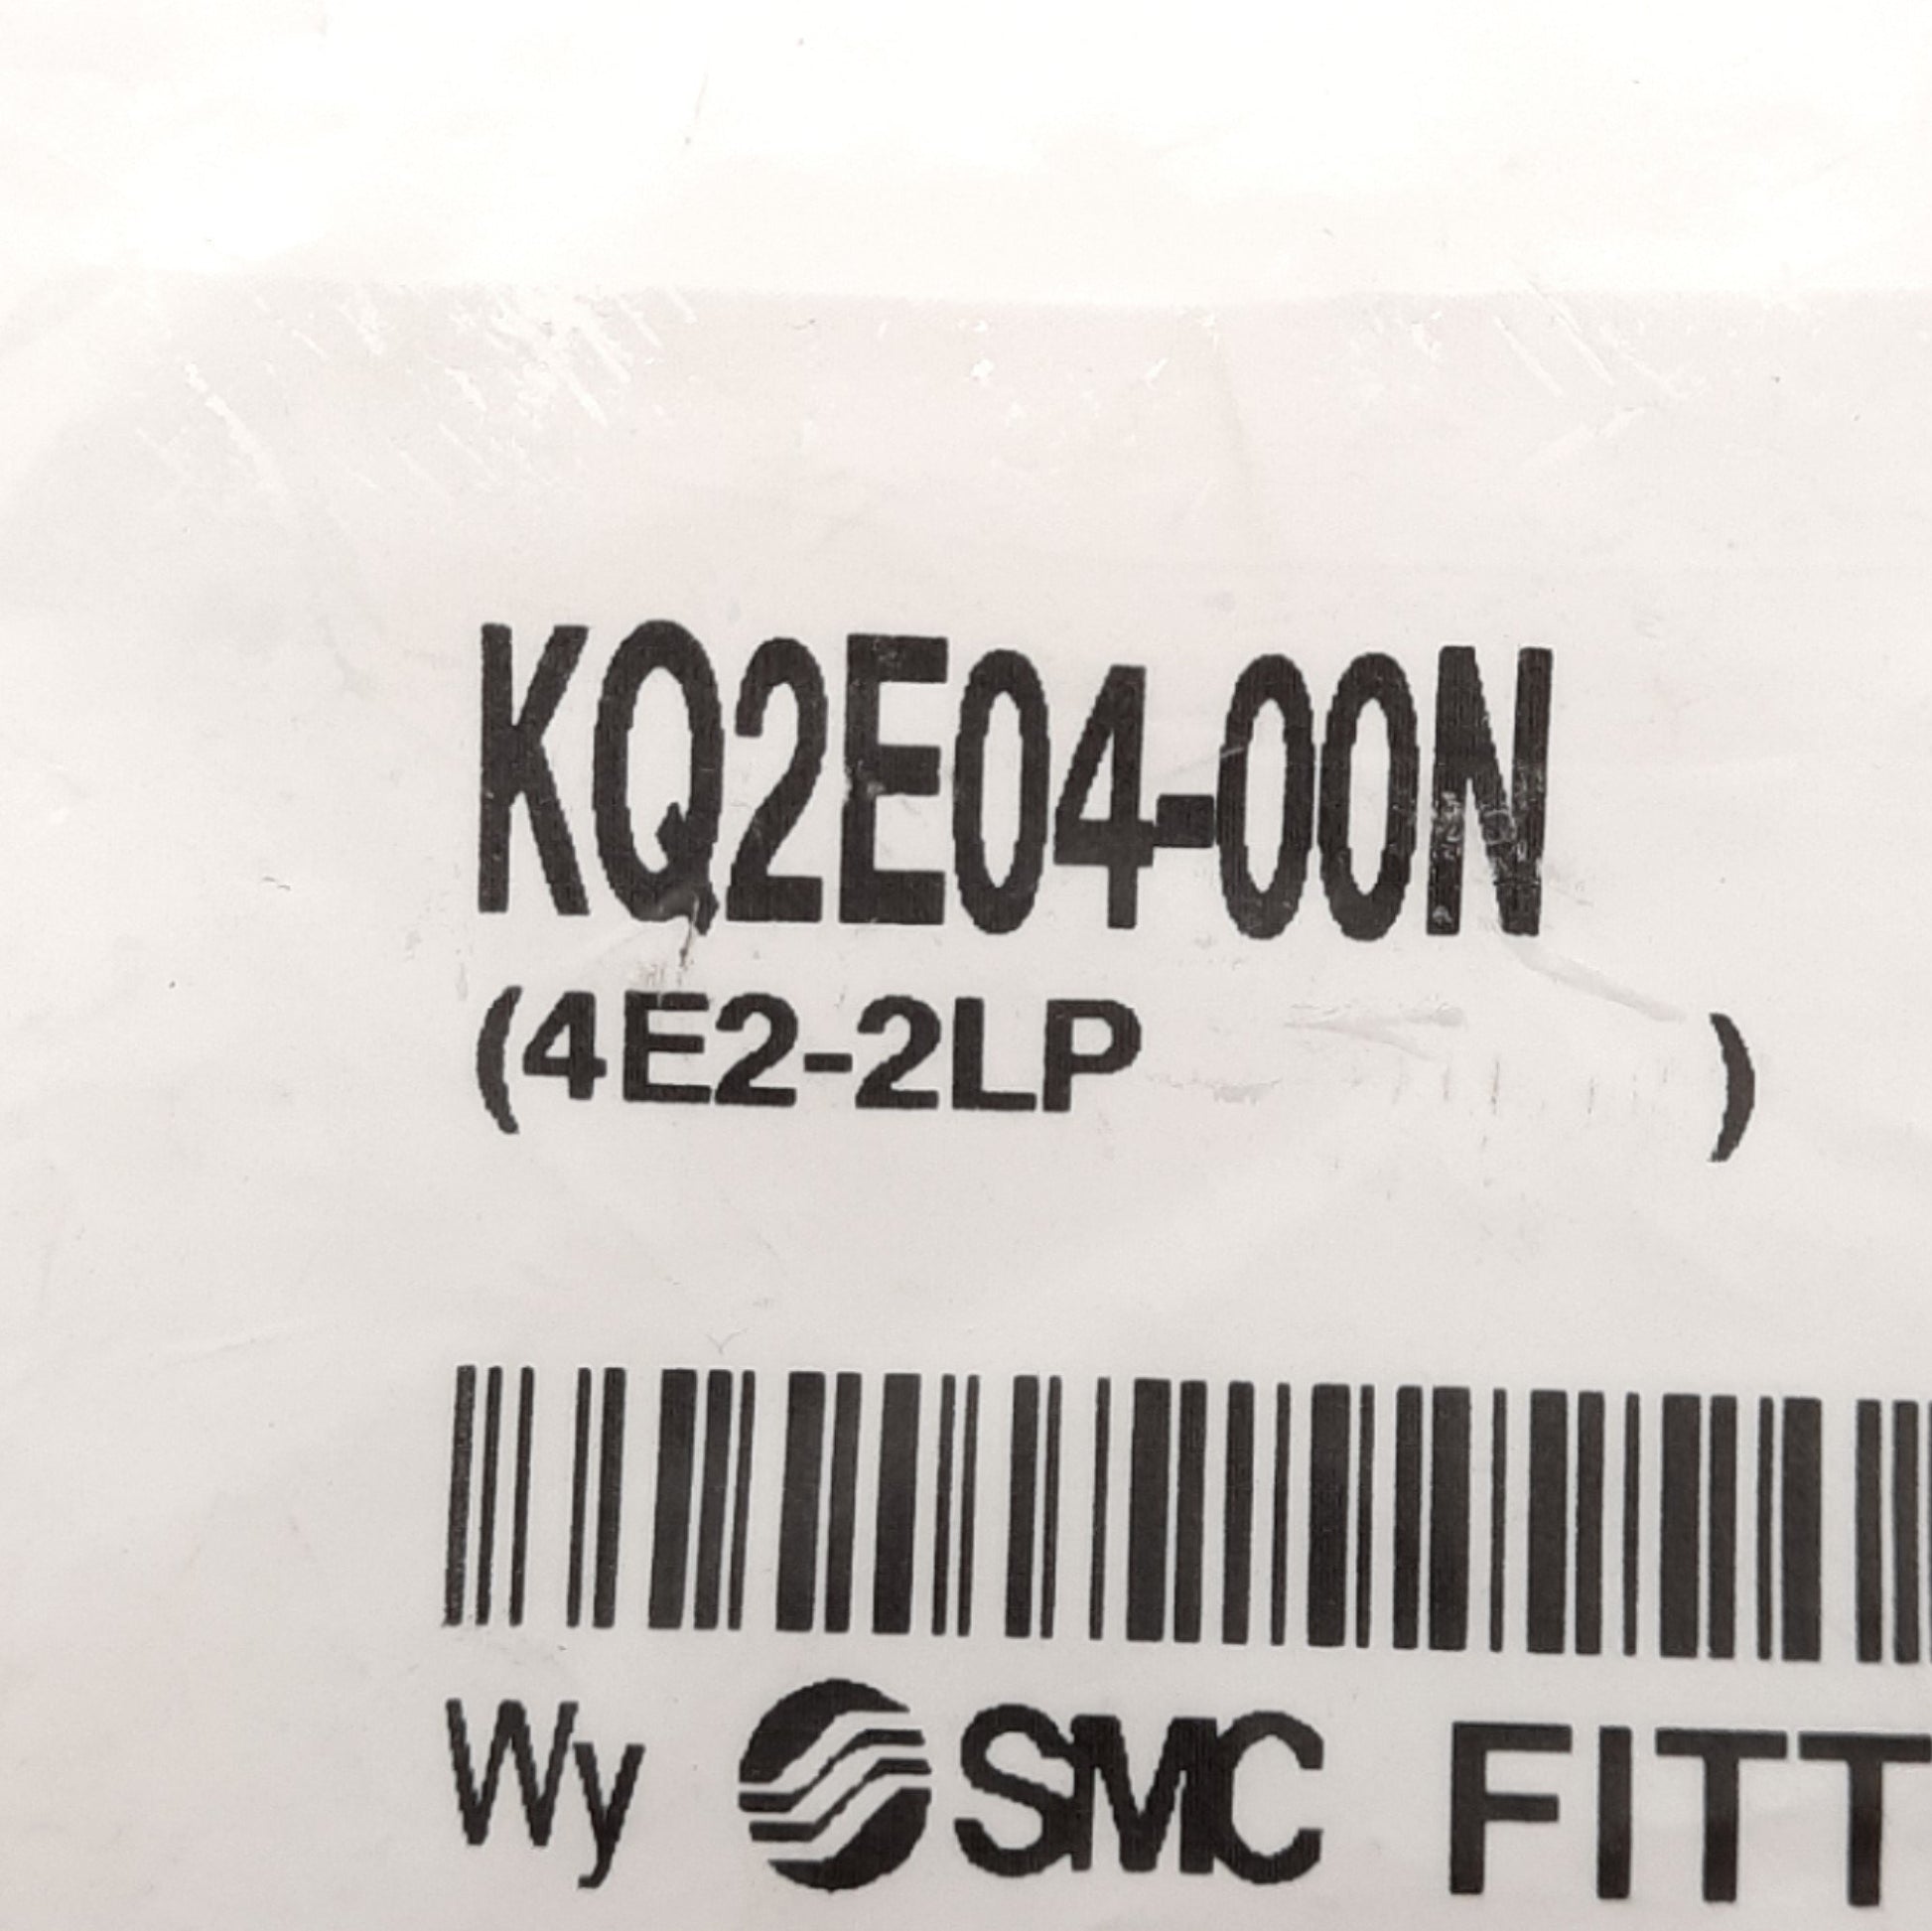 KQ2E04-00N
(4E2-2LP )
Wy SMC FITT